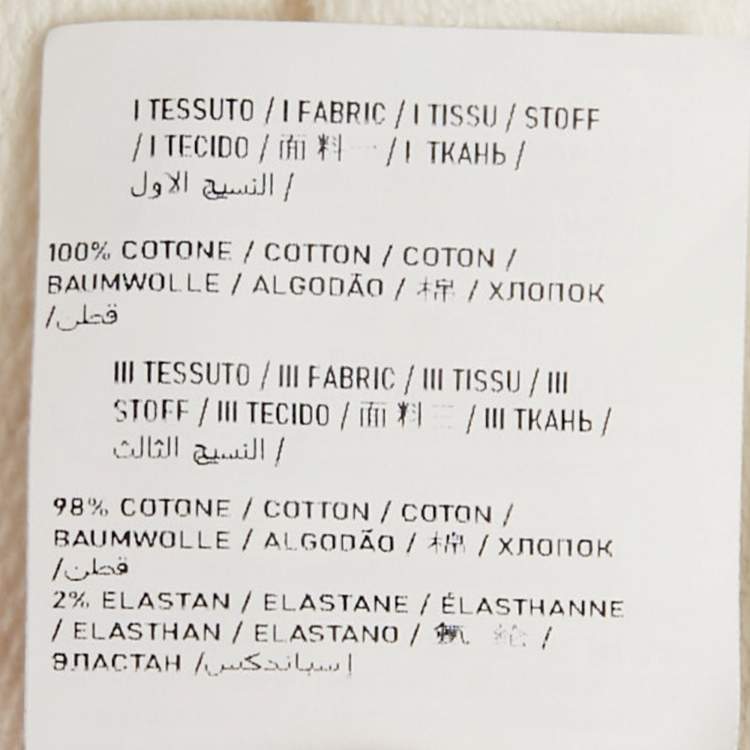 I TESSUTO / I FABRIC / I TISSU / STOFF
/ I TECIDO / 面料一 / I ТКАНЬ /
النسيج الاول /
100% COTONE / COTTON / COTON /
BAUMWOLLE / ALGODÃO / 棉 / ХЛОПОК
/قطن
III TESSUTO / III FABRIC / III TISSU / III
STOFF / III TECIDO / 面料三 / III ТКАНЬ /
النسيج الثالث /
98% COTONE / COTTON / COTON /
BAUMWOLLE / ALGODÃO / 棉 / ХЛОПОК
/قطن
2% ELASTAN / ELASTANE / ÉLASTHANNE
/ ELASTHAN / ELASTANO / 氨纶 /
ЭЛАСТАН /إسباندكس